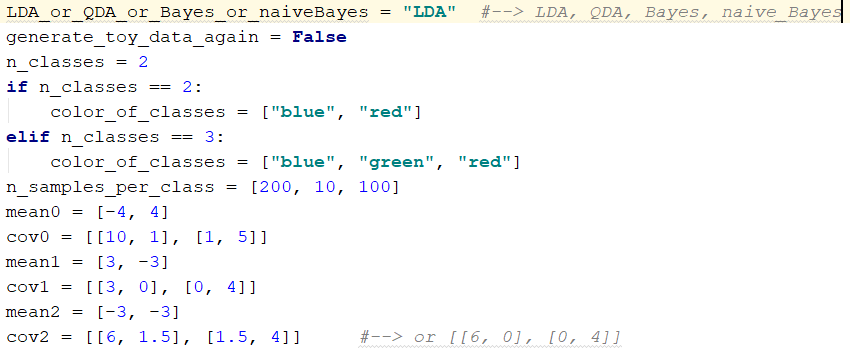 LDA_or_QDA_or_Bayes_or_naiveBayes = "LDA"  #--> LDA, QDA, Bayes, naive_Bayes
generate_toy_data_again = False
n_classes = 2
if n_classes == 2:
    color_of_classes = ["blue", "red"]
elif n_classes == 3:
    color_of_classes = ["blue", "green", "red"]
n_samples_per_class = [200, 10, 100]
mean0 = [-4, 4]
cov0 = [[10, 1], [1, 5]]
mean1 = [3, -3]
cov1 = [[3, 0], [0, 4]]
mean2 = [-3, -3]
cov2 = [[6, 1.5], [1.5, 4]]     #--> or [[6, 0], [0, 4]]